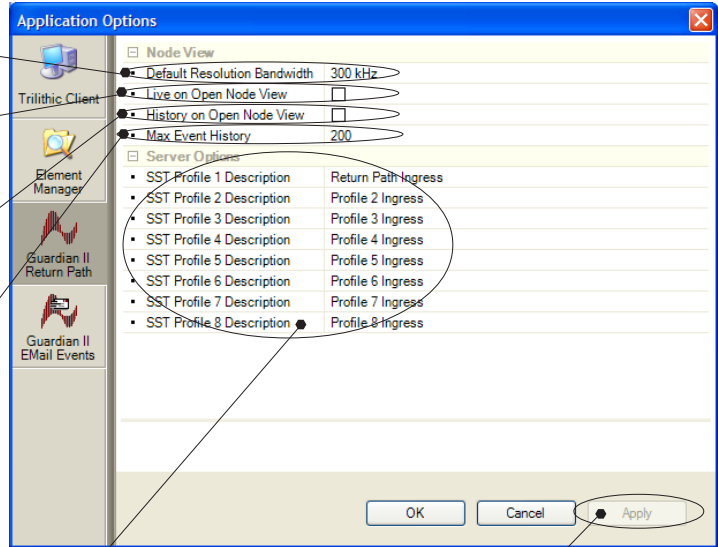 Application Options
Trilithic Client
Element
Manager
Guardian II
Return Path
Guardian II
EMail Events
Node View
Default Resolution Bandwidth 300 kHz
Live on Open Node View
History on Open Node View
Max Event History 200
Server Options
SST Profile 1 Description Return Path Ingress
SST Profile 2 Description Profile 2 Ingress
SST Profile 3 Description Profile 3 Ingress
SST Profile 4 Description Profile 4 Ingress
SST Profile 5 Description Profile 5 Ingress
SST Profile 6 Description Profile 6 Ingress
SST Profile 7 Description Profile 7 Ingress
SST Profile 8 Description Profile 8 Ingress
OK Cancel Apply